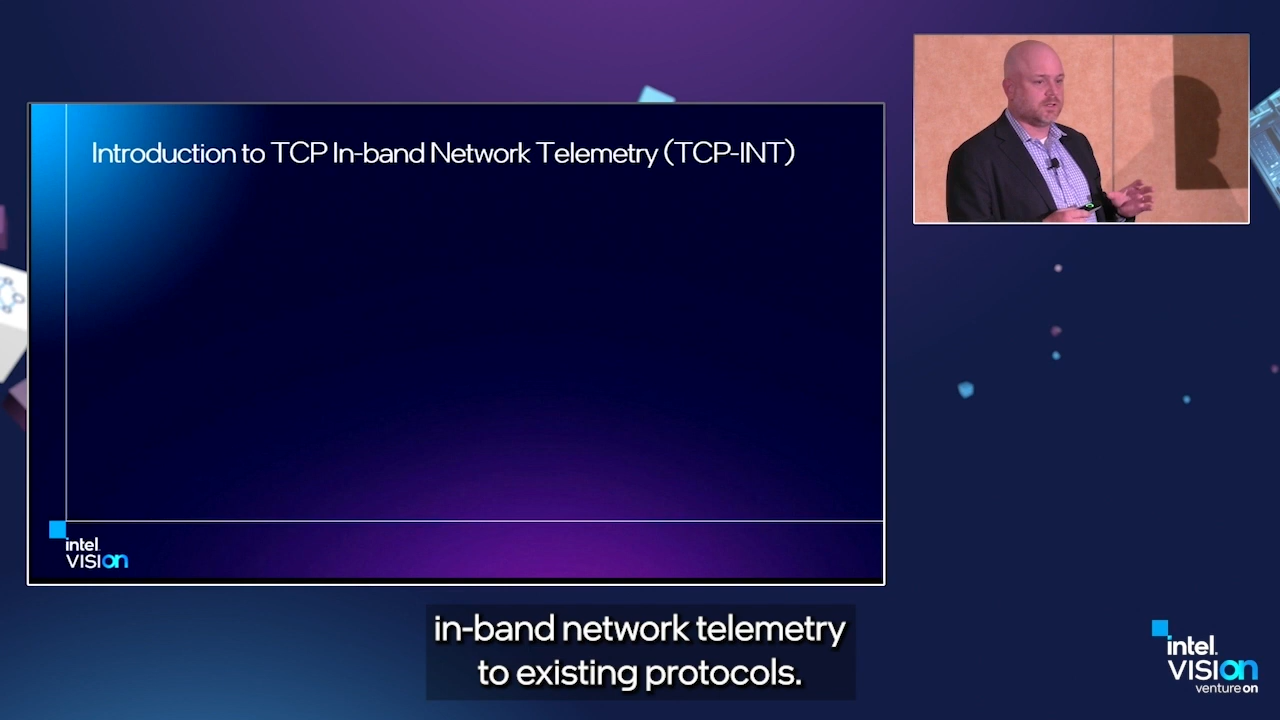 Introduction to TCP In-band Network Telemetry (TCP-INT)
intel.
VISION
in-band network telemetry
to existing protocols.
intel.
VISION
venture on